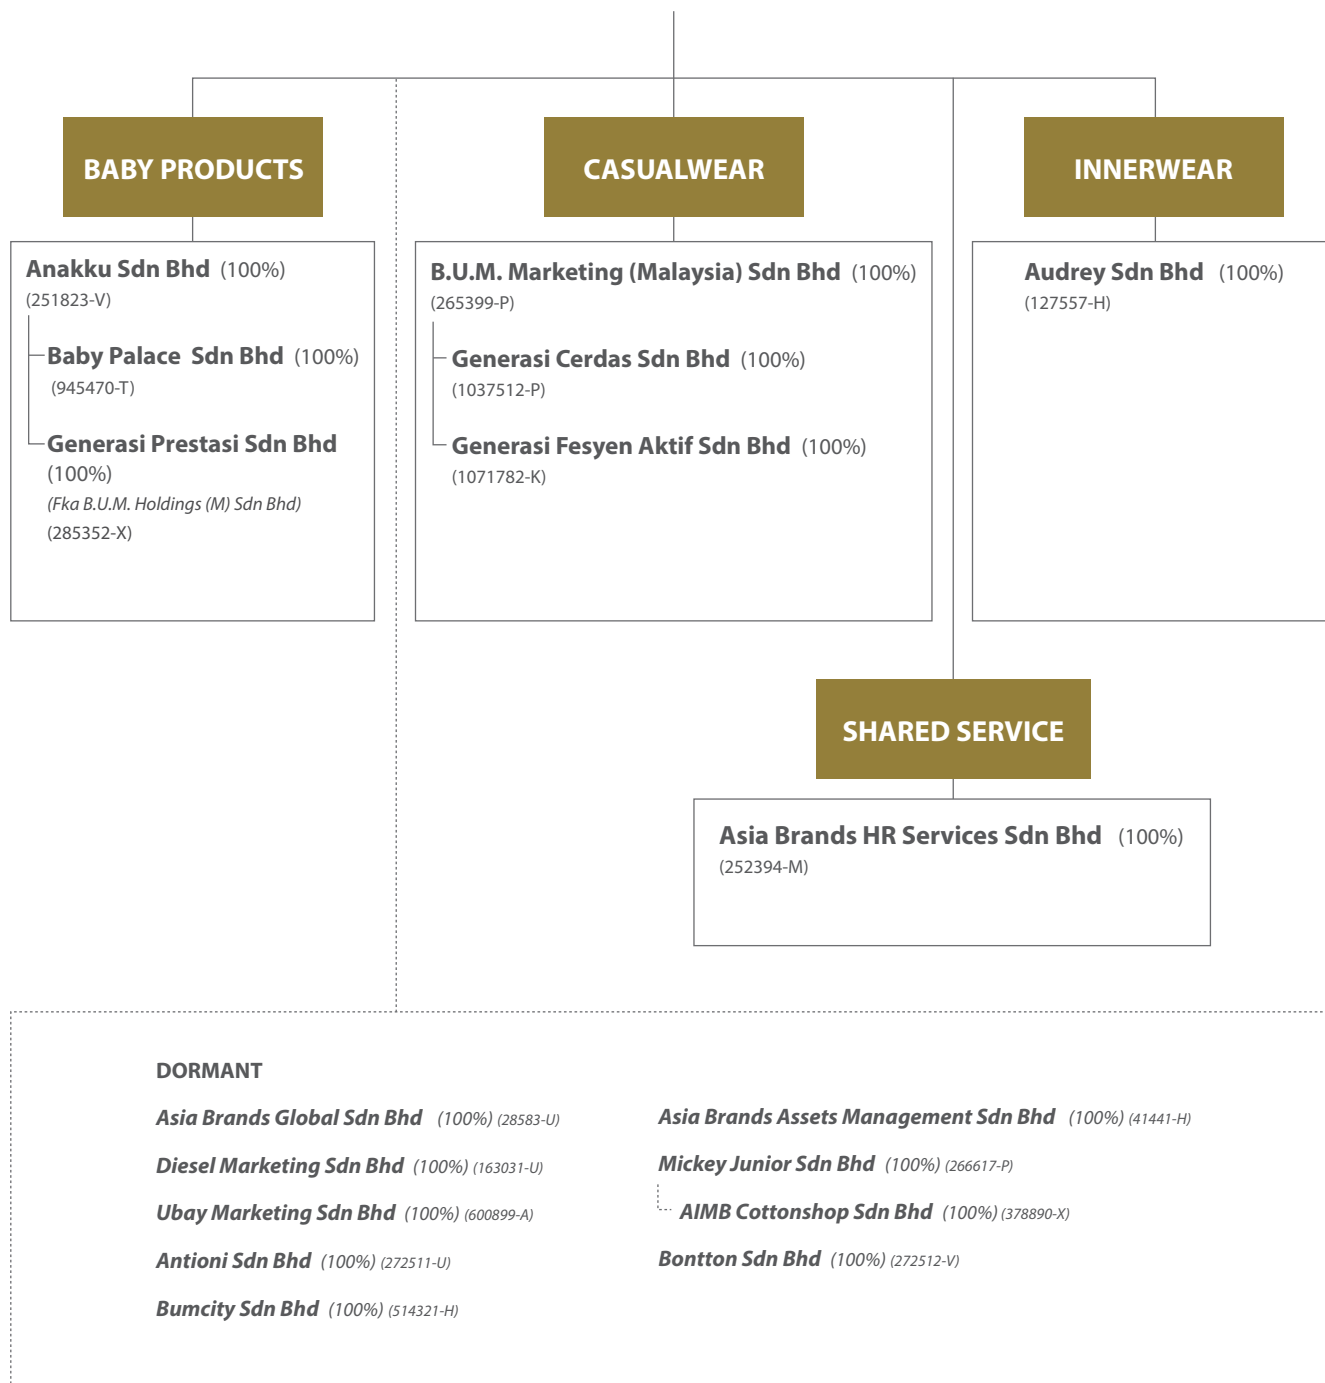 BABY PRODUCTS
Anakku Sdn Bhd (100%)
(251823-V)
Baby Palace Sdn Bhd (100%)
(945470-T)
Generasi Prestasi Sdn Bhd
(100%)
(Fka B.U.M. Holdings (M) Sdn Bhd)
(285352-X)
CASUALWEAR
B.U.M. Marketing (Malaysia) Sdn Bhd (100%)
(265399-P)
Generasi Cerdas Sdn Bhd (100%)
(1037512-P)
Generasi Fesyen Aktif Sdn Bhd (100%)
(1071782-K)
INNERWEAR
Audrey Sdn Bhd (100%)
(127557-H)
SHARED SERVICE
Asia Brands HR Services Sdn Bhd (100%)
(252394-M)
DORMANT
Asia Brands Global Sdn Bhd (100%) (28583-U)
Diesel Marketing Sdn Bhd (100%) (163031-U)
Ubay Marketing Sdn Bhd (100%) (600899-A)
Antioni Sdn Bhd (100%) (272511-U)
Bumcity Sdn Bhd (100%) (514321-H)
Asia Brands Assets Management Sdn Bhd (100%) (41441-H)
Mickey Junior Sdn Bhd (100%) (266617-P)
AIMB Cottonshop Sdn Bhd (100%) (378890-X)
Bontton Sdn Bhd (100%) (272512-V)